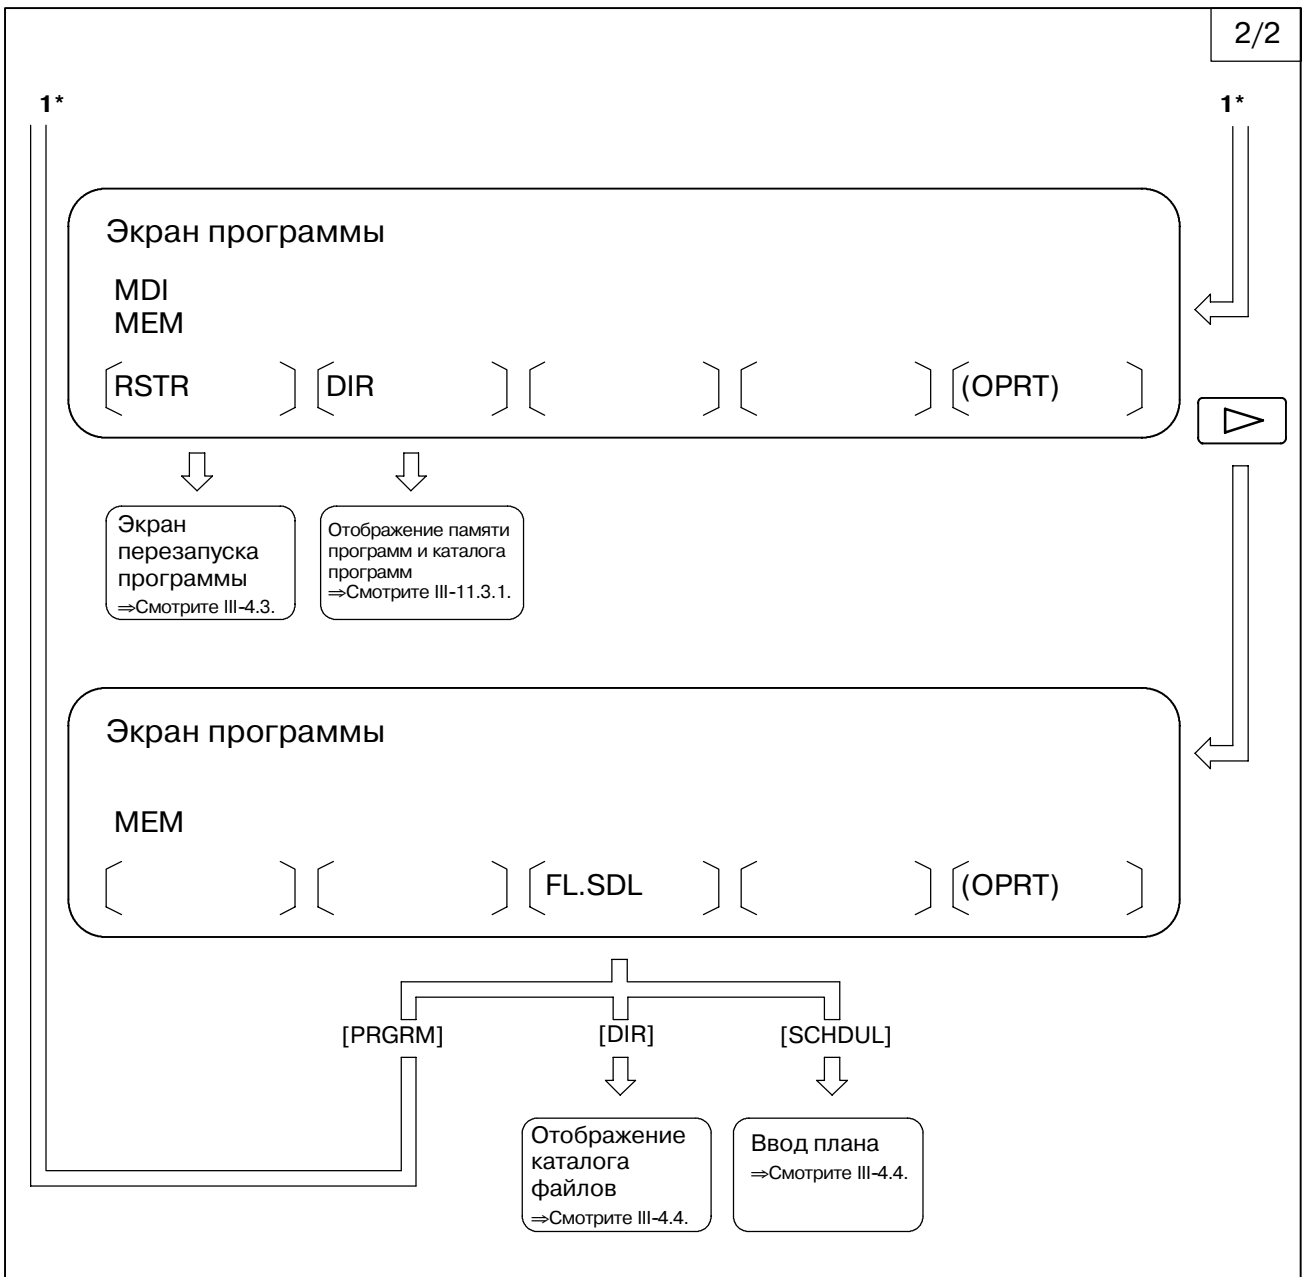 2/2
1* 1*
Экран программы
MDI
MEM
[RSTR ] [DIR ] [ ] [ ] [(OPRT) ]
Экран
перезапуска
программы
⇒Смотрите III-4.3.
Отображение памяти
программ и каталога
программ
⇒Смотрите III-11.3.1.
Экран программы
MEM
[ ] [ ] [FL.SDL ] [ ] [(OPRT) ]
[PRGRM] [DIR] [SCHDUL]
Отображение
каталога
файлов
⇒Смотрите III-4.4.
Ввод плана
⇒Смотрите III-4.4.